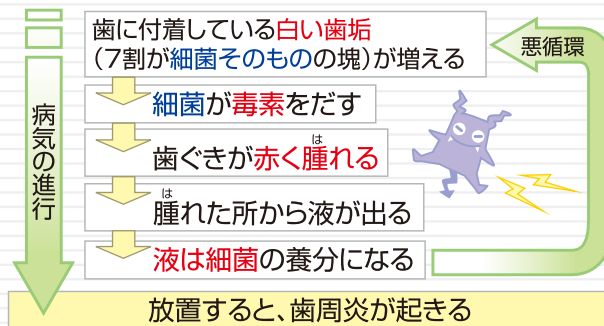 歯に付着している白い歯垢
(7割が細菌そのものの塊)が増える
悪循環
細菌が毒素をだす
は
歯ぐきが赤く腫れる
は
腫れた所から液が出る
液は細菌の養分になる
病気の進行
放置すると、歯周炎が起きる